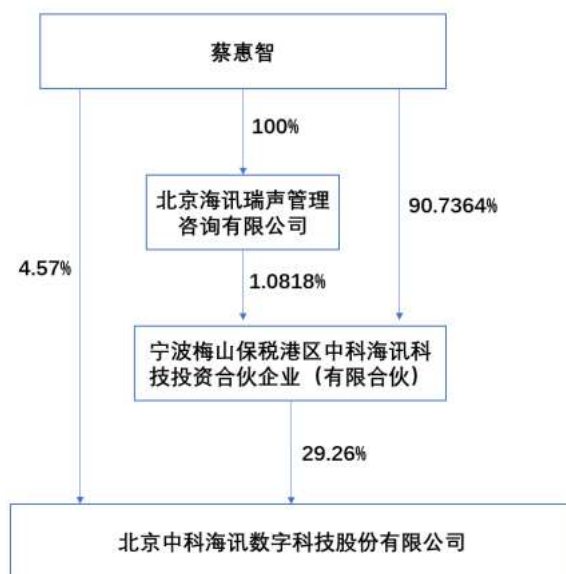 蔡惠智
100%
北京海讯瑞声管理
咨询有限公司
90.7364%
4.57%
1.0818%
宁波梅山保税港区中科海讯科
技投资合伙企业（有限合伙）
29.26%
北京中科海讯数字科技股份有限公司